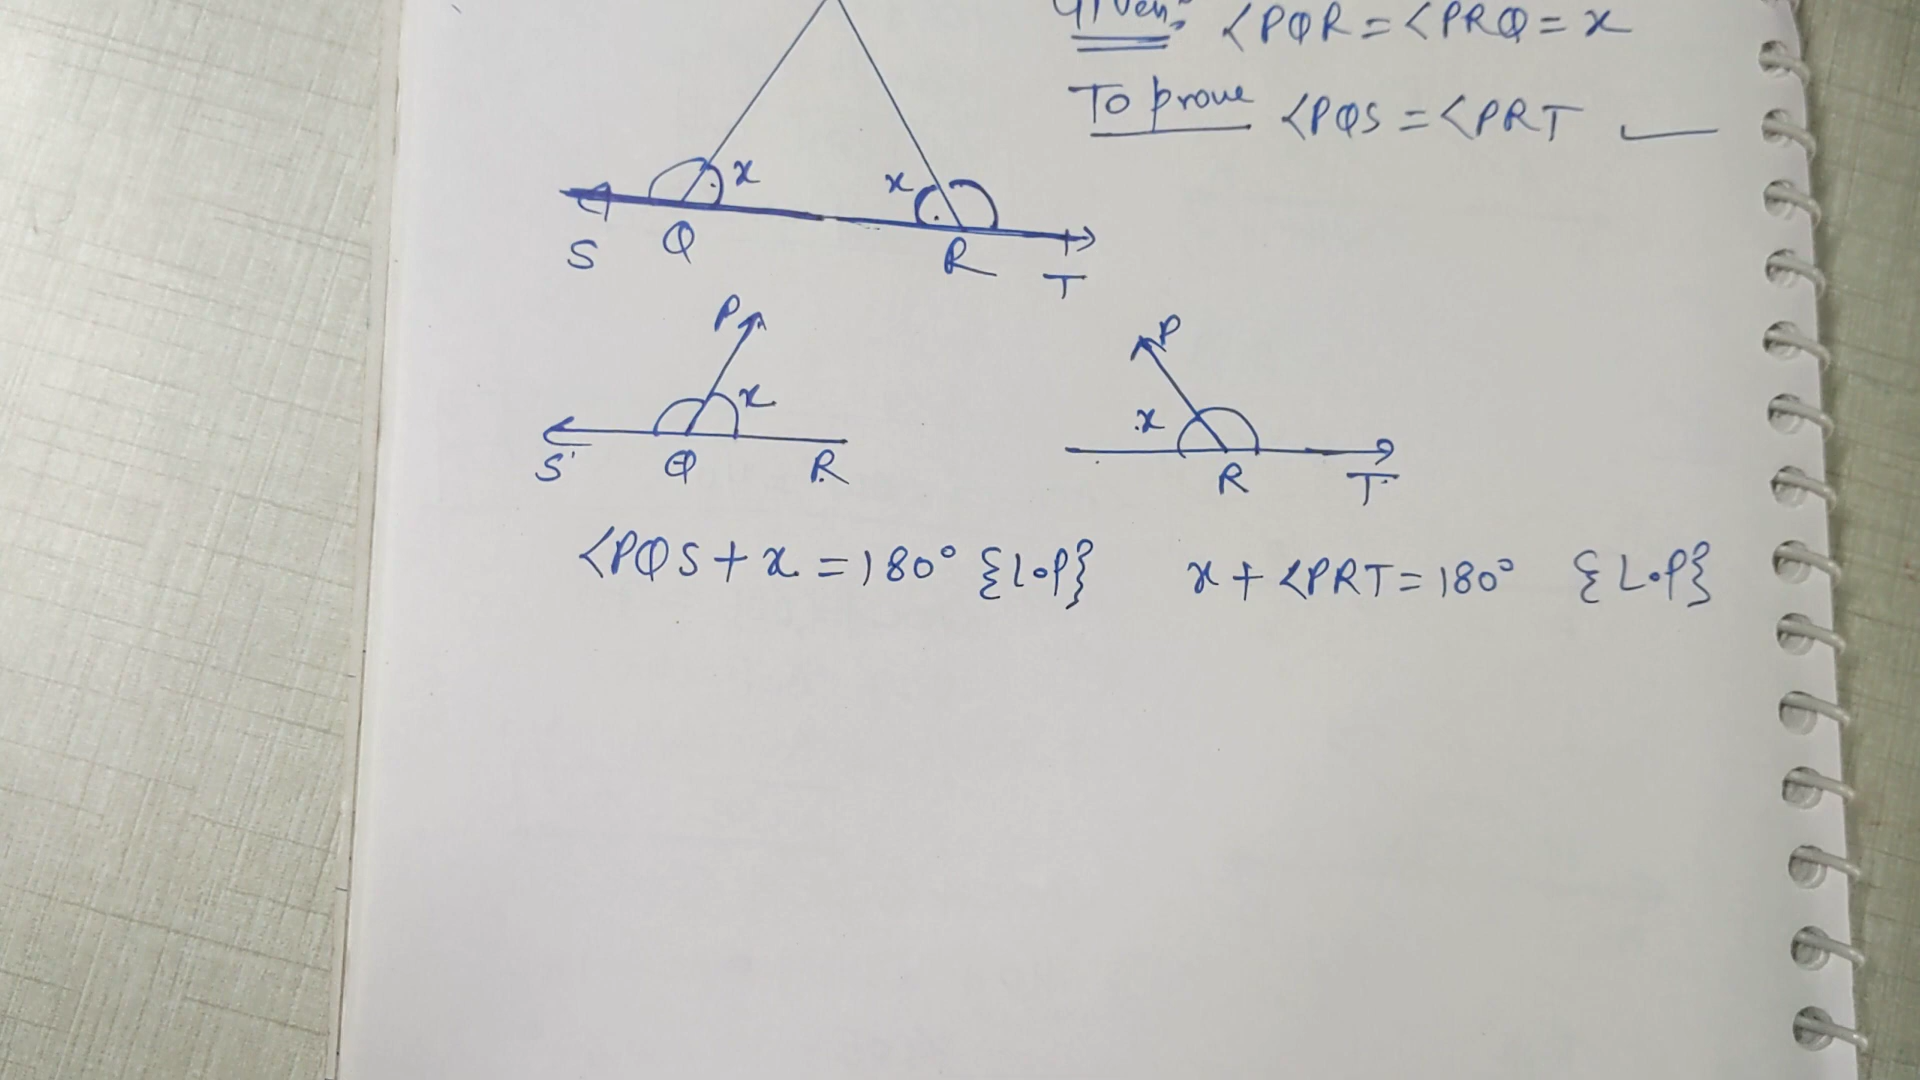 Given: <PQR = <PRQ = x
To prove <PQS = <PRT
x x
S Q R T
P P
x x
S Q R R T
<PQS + x = 180° {L.P} x + <PRT = 180° {L.P}